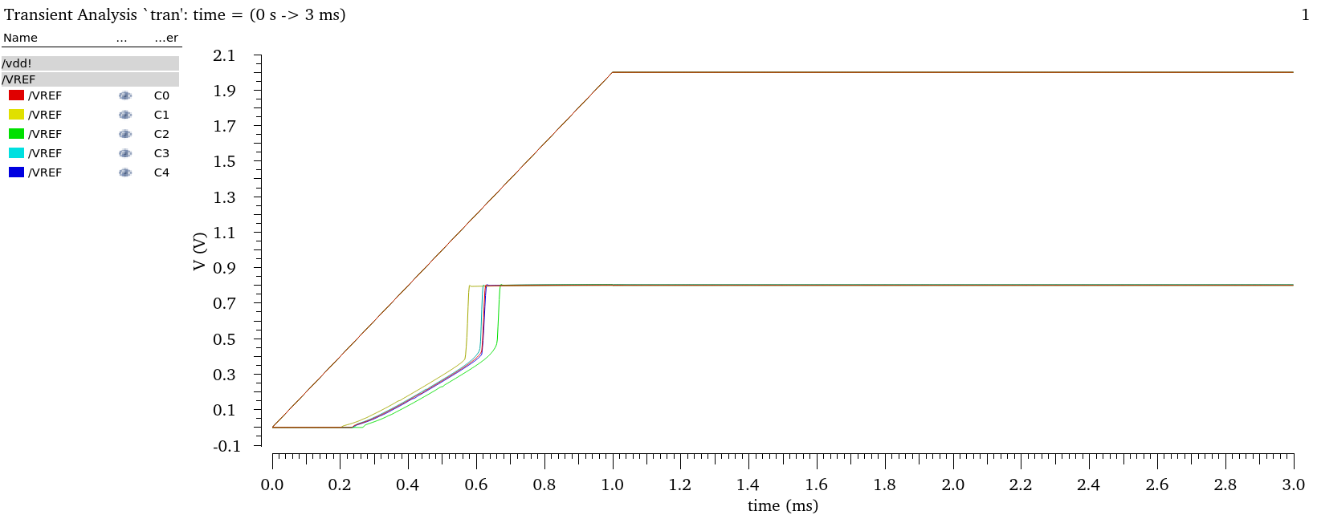 Transient Analysis `tran': time = (0 s -> 3 ms)
1
Name ... ...er
/vdd!
/VREF
/VREF C0
/VREF C1
/VREF C2
/VREF C3
/VREF C4
2.1
1.9
1.7
1.5
1.3
1.1
0.9
0.7
0.5
0.3
0.1
-0.1
V (V)
0.0 0.2 0.4 0.6 0.8 1.0 1.2 1.4 1.6 1.8 2.0 2.2 2.4 2.6 2.8 3.0
time (ms)